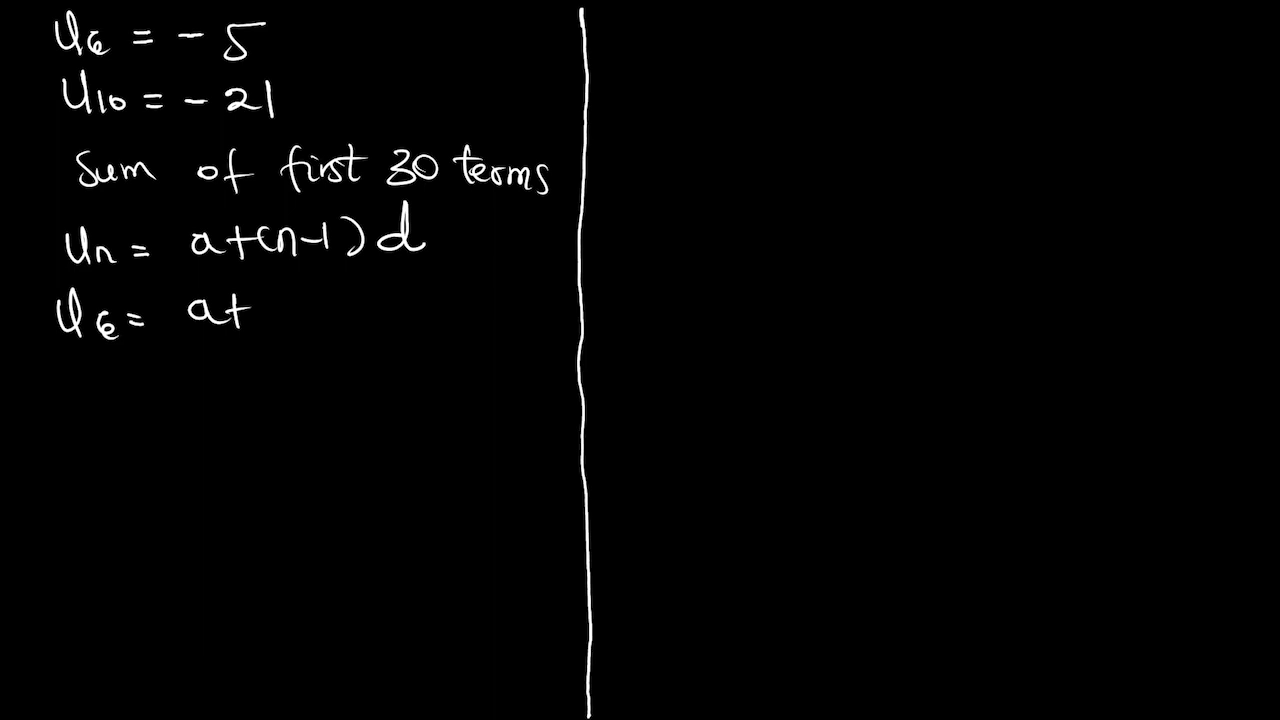 U6 = - 5
U10 = - 21
Sum of first 30 terms
Un = a+(n-1)d
U6 = a+